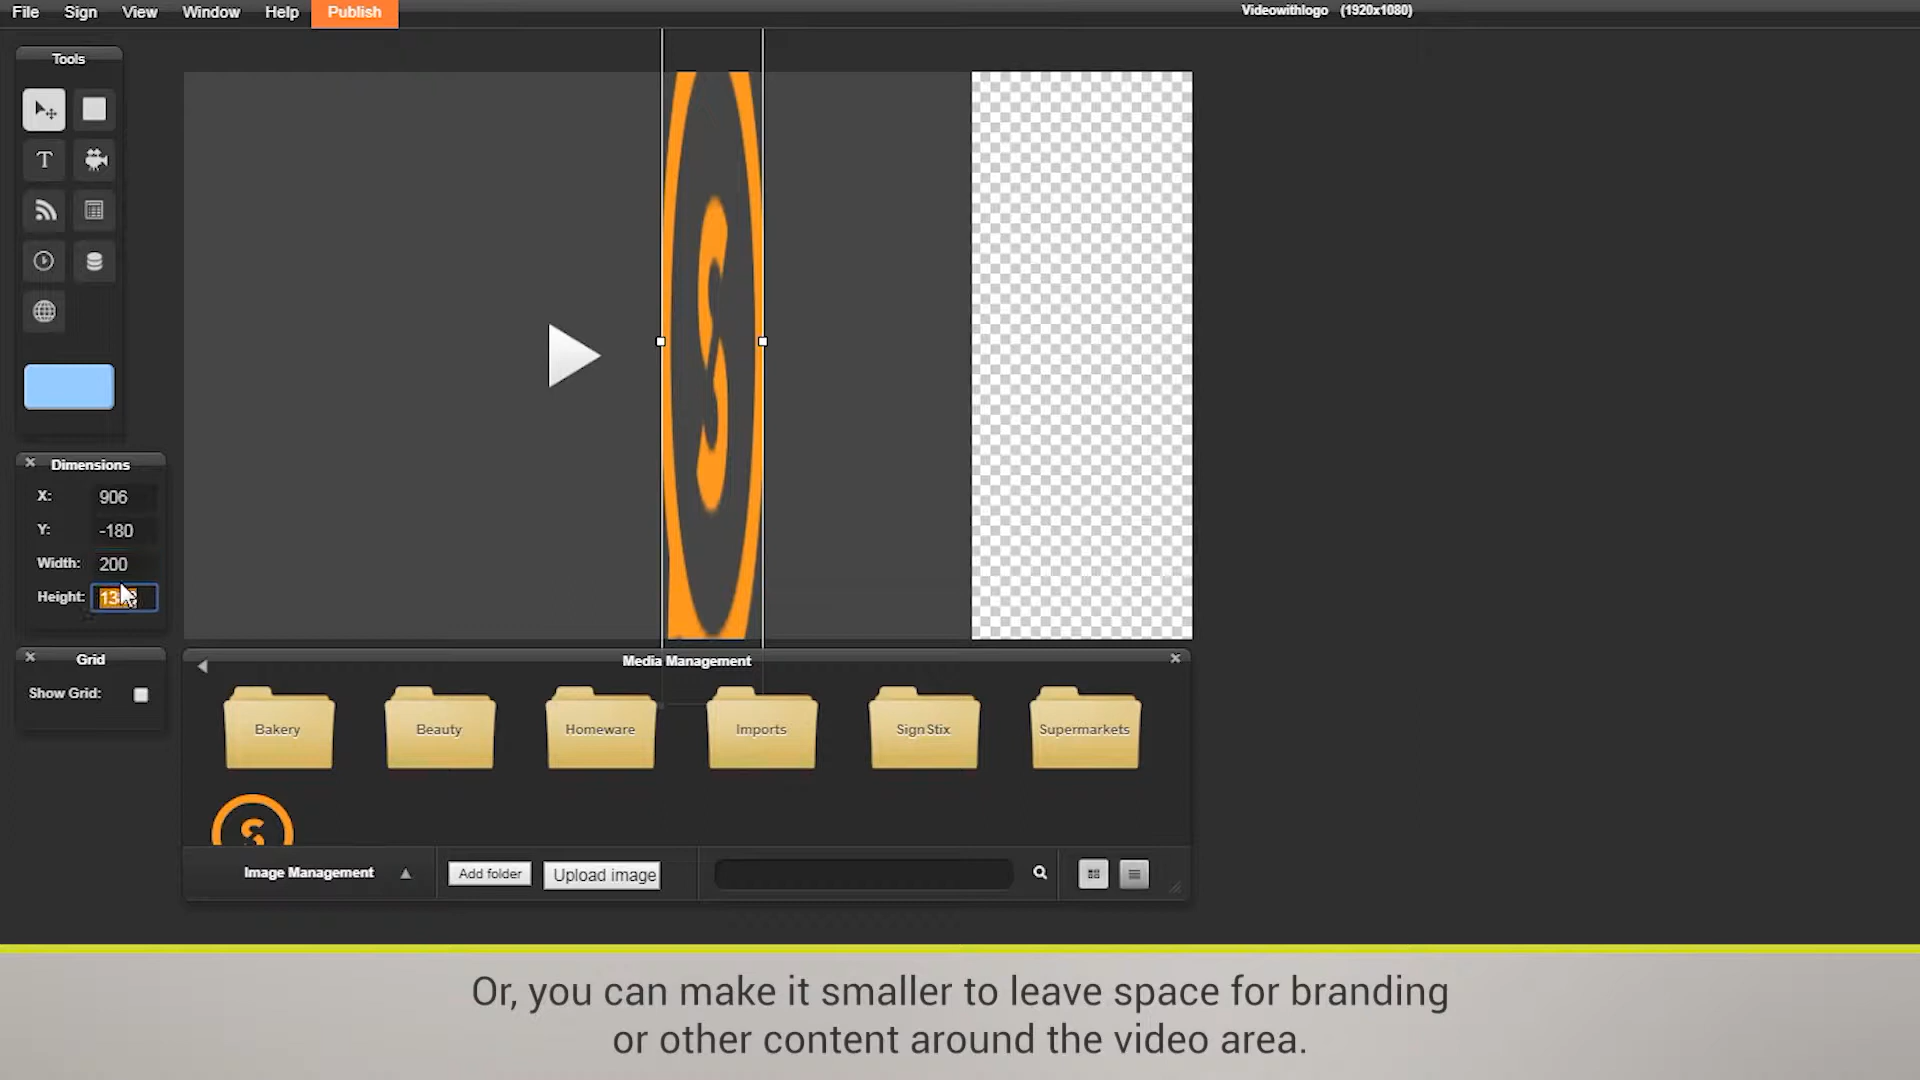 File Sign View Window Help Publish
Videowithlogo (1920x1080)
Tools
T
Dimensions
X: 906
Y: -180
Width: 200
Height:
Grid
Show Grid:
S
Media Management
Bakery Beauty Homeware Imports SignStix Supermarkets
S
Image Management Add folder Upload image
Or, you can make it smaller to leave space for branding
or other content around the video area.